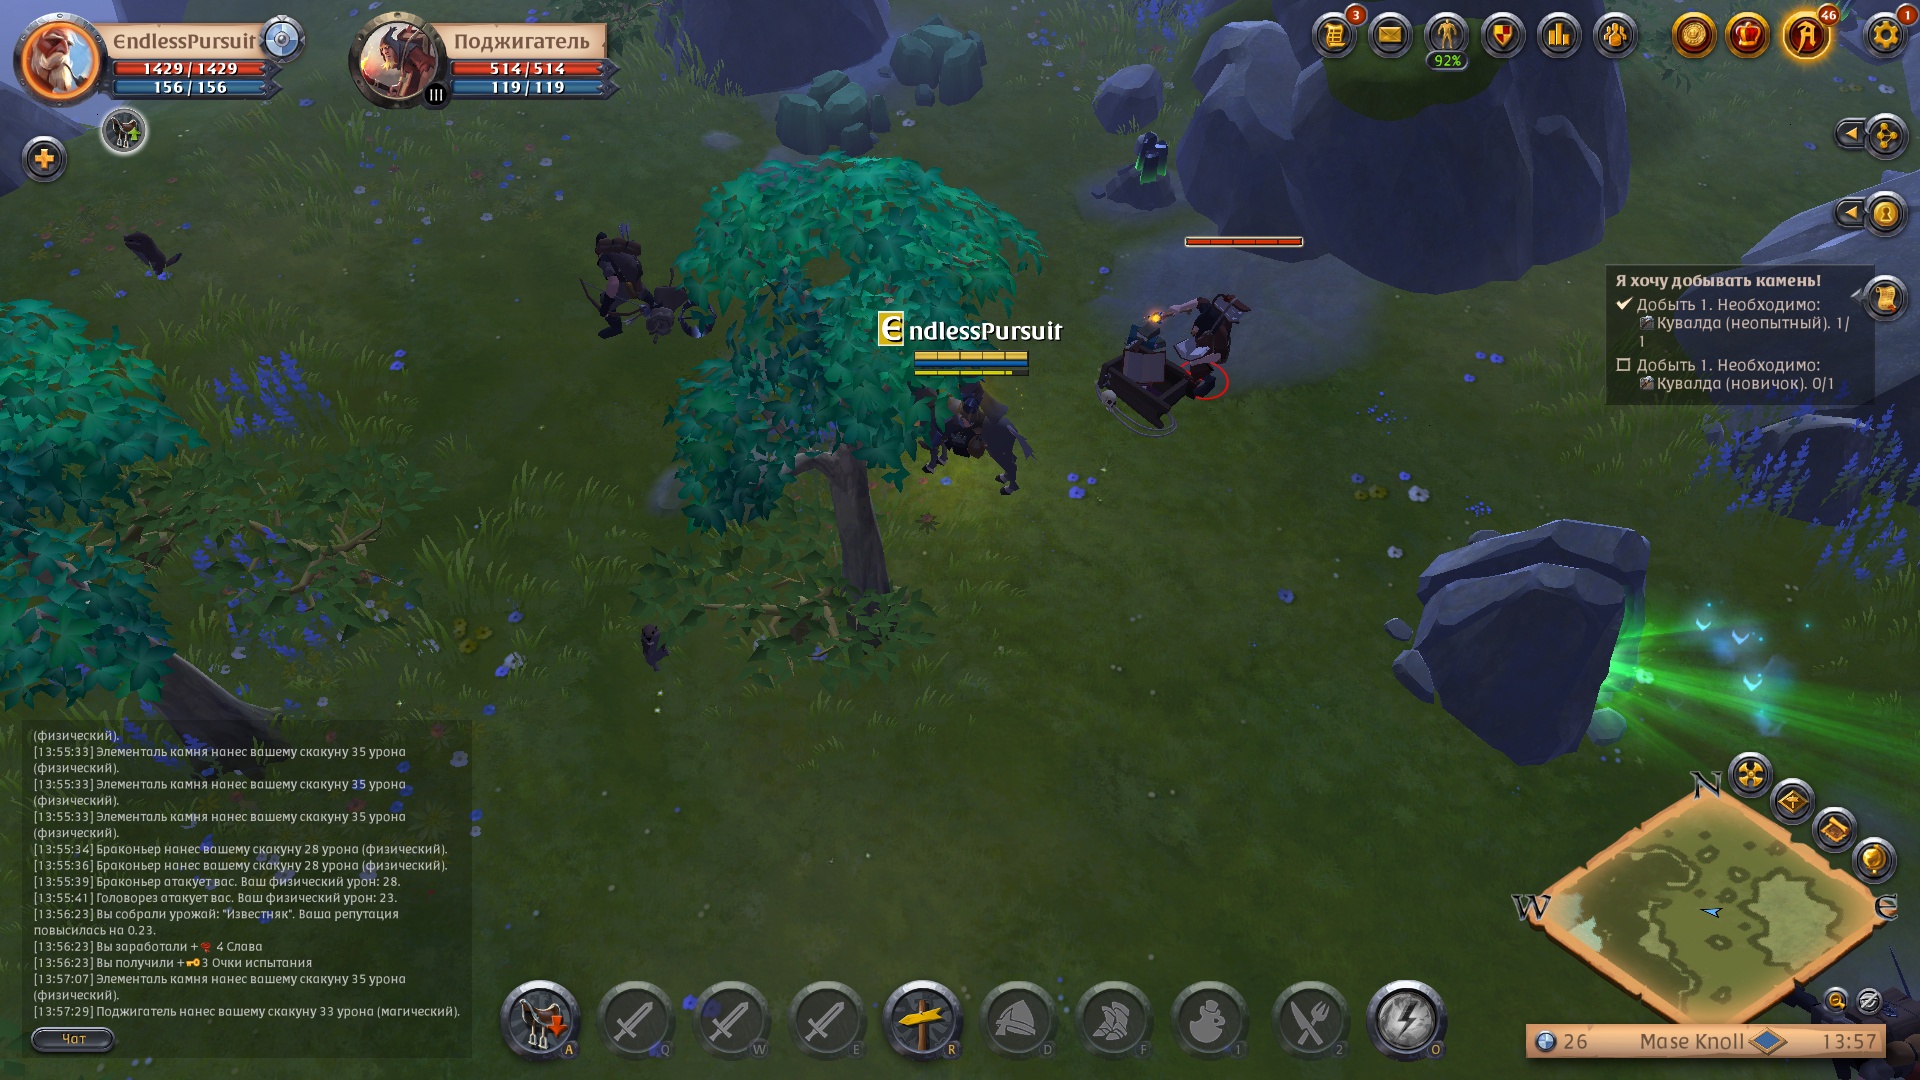 ЄndlessPursuit
1429/1429
156/156
Поджигатель
514/514
119/119
III
3
92%
46
1
ЄndlessPursuit
Я хочу добывать камень!
Добыть 1. Необходимо:
Кувалда (неопытный). 1/
1
Добыть 1. Необходимо:
Кувалда (новичок). 0/1
(физический).
[13:55:33] Элементаль камня нанес вашему скакуну 35 урона
(физический).
[13:55:33] Элементаль камня нанес вашему скакуну 35 урона
(физический).
[13:55:33] Элементаль камня нанес вашему скакуну 35 урона
(физический).
[13:55:34] Браконьер нанес вашему скакуну 28 урона (физический).
[13:55:36] Браконьер нанес вашему скакуну 28 урона (физический).
[13:55:39] Браконьер атакует вас. Ваш физический урон: 28.
[13:55:41] Головорез атакует вас. Ваш физический урон: 23.
[13:56:23] Вы собрали урожай: "Известняк". Ваша репутация
повысилась на 0.23.
[13:56:23] Вы заработали + 4 Слава
[13:56:23] Вы получили + 3 Очки испытания
[13:57:07] Элементаль камня нанес вашему скакуну 35 урона
(физический).
[13:57:29] Поджигатель нанес вашему скакуну 33 урона (магический).
Чат
A
Q
W
E
R
D
F
1
2
O
N
W
E
26
Mase Knoll
13:57